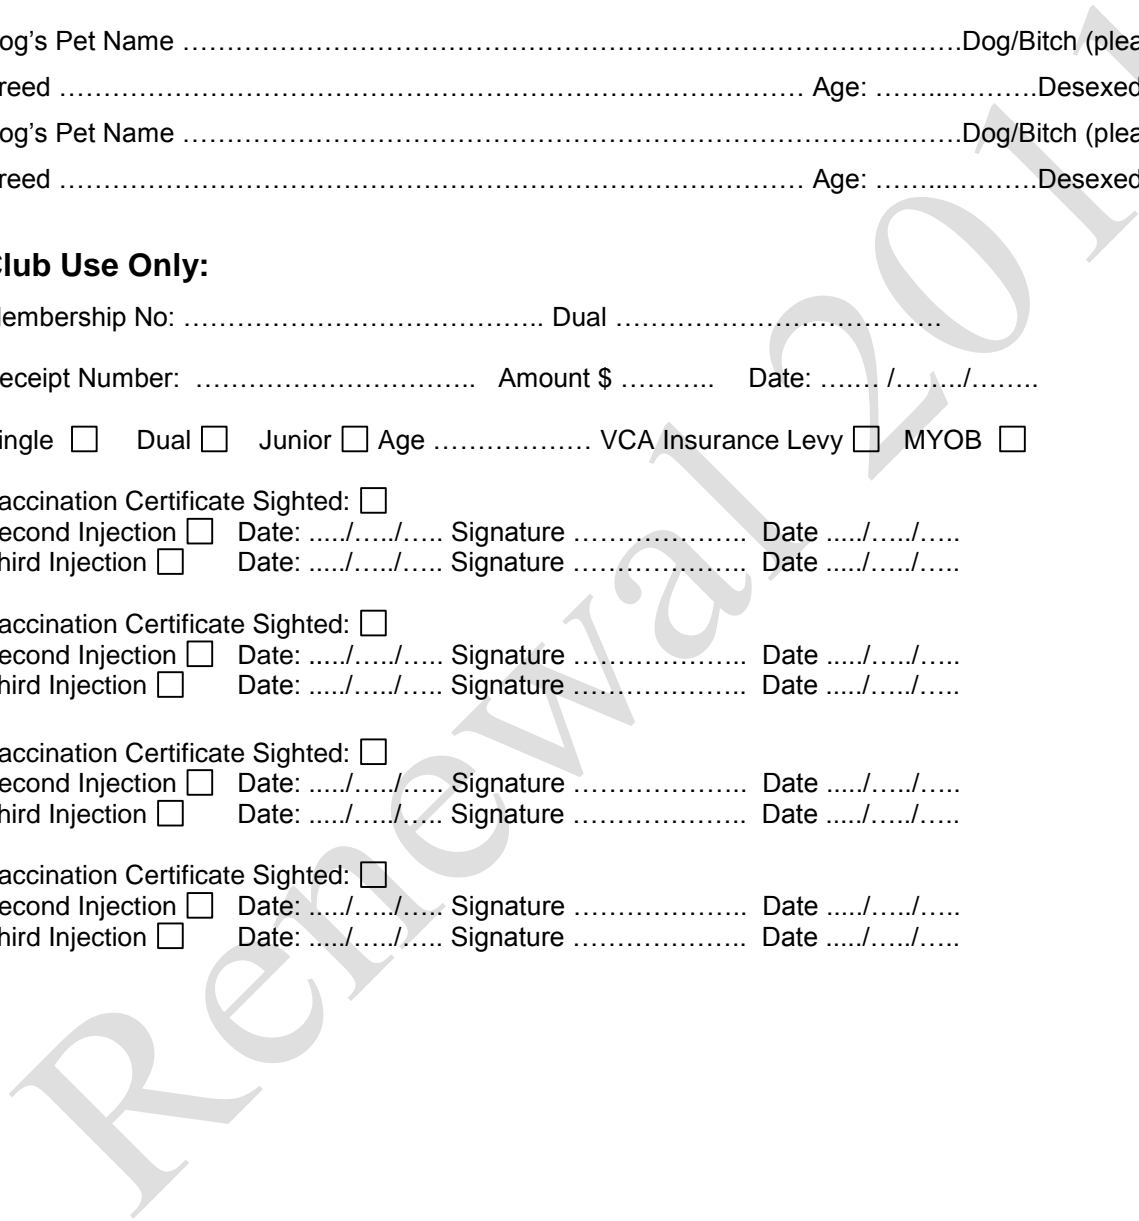 og's Pet Name ……………………………………………………………………………….Dog/Bitch (plea
reed ………………………………………………………………………… Age: ……..……….Desexed
og's Pet Name ……………………………………………………………………………….Dog/Bitch (plea
reed ………………………………………………………………………… Age: ……..……….Desexed
Club Use Only:
embership No: ………………………………….. Dual ……………………………….
eceipt Number: ………………………….. Amount $ ……….. Date: ……. /……../……..
ingle ☐ Dual ☐ Junior ☐ Age ……………… VCA Insurance Levy ☐ MYOB ☐
accination Certificate Sighted: ☐
econd Injection ☐ Date: ...../…../….. Signature ……………….. Date ...../…../…..
hird Injection ☐ Date: ...../…../….. Signature ……………….. Date ...../…../…..
accination Certificate Sighted: ☐
econd Injection ☐ Date: ...../…../….. Signature ……………….. Date ...../…../…..
hird Injection ☐ Date: ...../…../….. Signature ……………….. Date ...../…../…..
accination Certificate Sighted: ☐
econd Injection ☐ Date: ...../…../….. Signature ……………….. Date ...../…../…..
hird Injection ☐ Date: ...../…../….. Signature ……………….. Date ...../…../…..
accination Certificate Sighted: ☐
econd Injection ☐ Date: ...../…../….. Signature ……………….. Date ...../…../…..
hird Injection ☐ Date: ...../…../….. Signature ……………….. Date ...../…../…..
Renewal 201